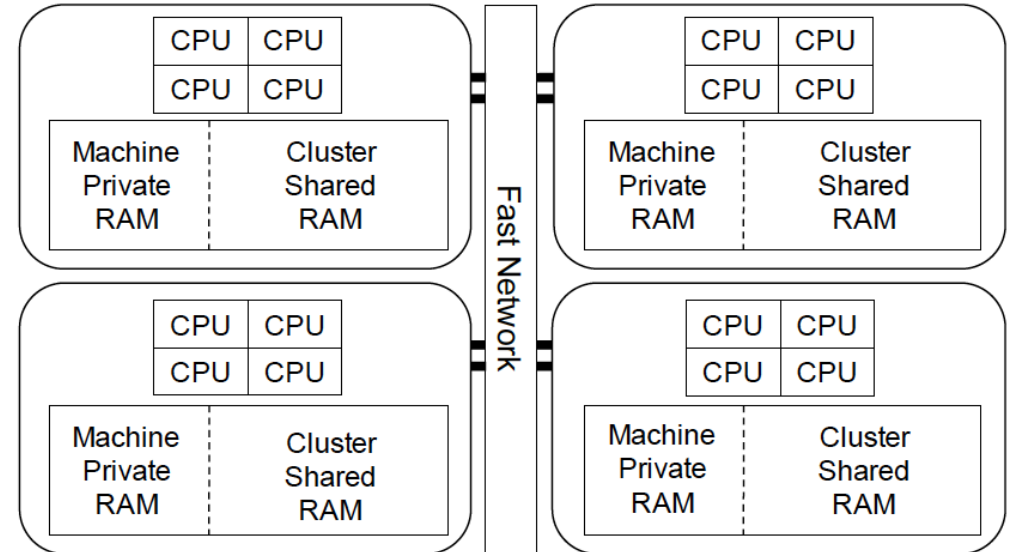 CPU CPU
CPU CPU
Machine
Private
RAM
Cluster
Shared
RAM
CPU CPU
CPU CPU
Machine
Private
RAM
Cluster
Shared
RAM
Fast Network
CPU CPU
CPU CPU
Machine
Private
RAM
Cluster
Shared
RAM
CPU CPU
CPU CPU
Machine
Private
RAM
Cluster
Shared
RAM